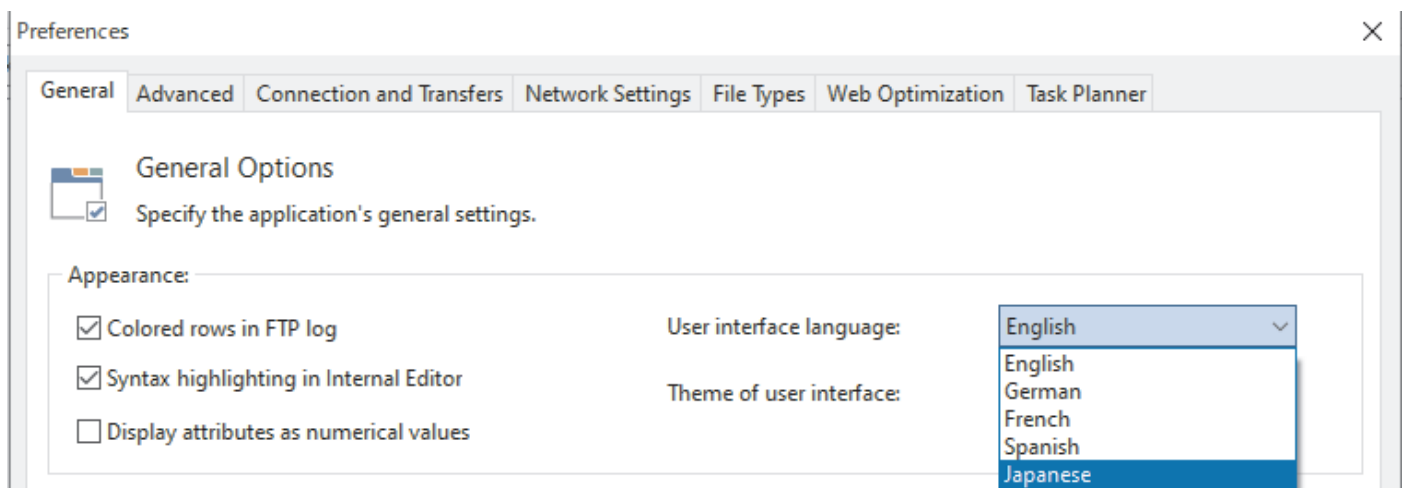 Preferences
General Advanced Connection and Transfers Network Settings File Types Web Optimization Task Planner
General Options
Specify the application's general settings.
Appearance:
Colored rows in FTP log User interface language: English
English
Syntax highlighting in Internal Editor Theme of user interface: German
French
Display attributes as numerical values Spanish
Japanese